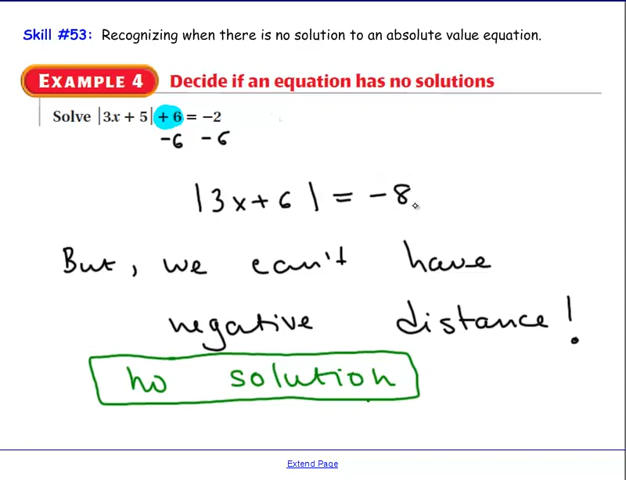 Skill #53: Recognizing when there is no solution to an absolute value equation.
EXAMPLE 4 Decide if an equation has no solutions
Solve |3x + 5| + 6 = −2
-6 -6
|3x+6| = -8
But, we can't have
negative distance!
no solution
Extend Page